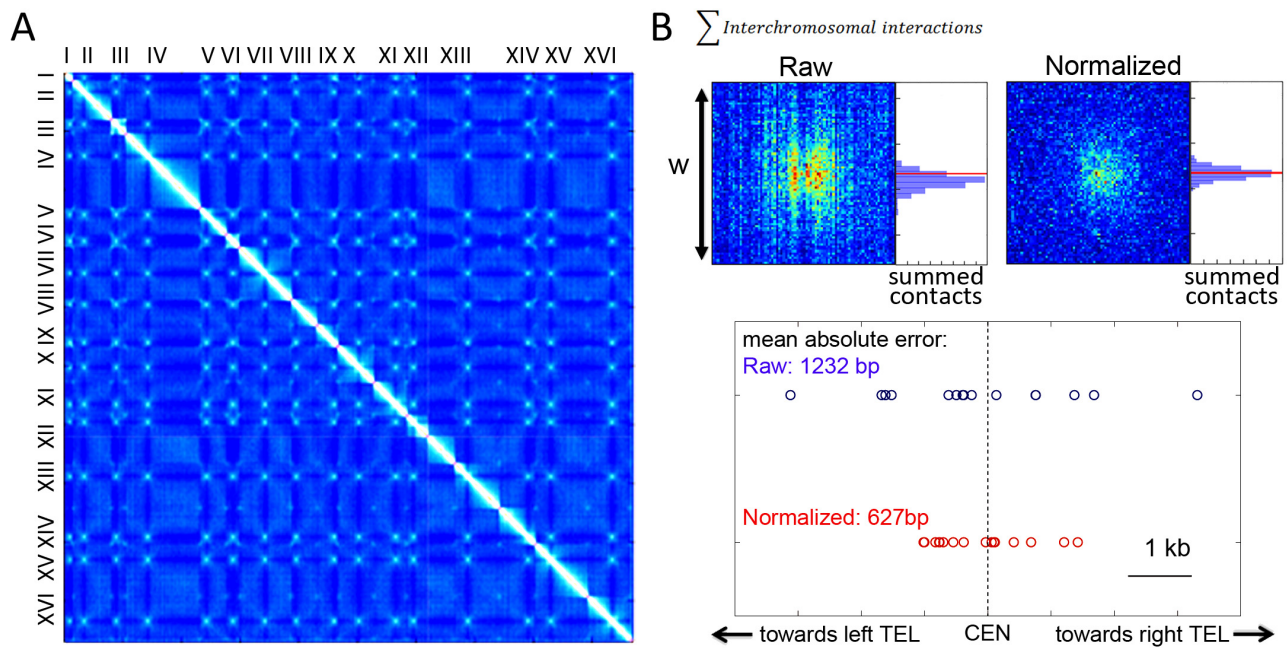 A
I II III IV V VI VII VIII IX X XI XII XIII XIV XV XVI
I
II
III
IV
V
VI
VII
VIII
IX
X
XI
XII
XIII
XIV
XV
XVI
B
∑ Interchromosomal interactions
Raw
Normalized
w
summed
contacts
summed
contacts
mean absolute error:
Raw: 1232 bp
Normalized: 627bp
1 kb
towards left TEL
CEN
towards right TEL